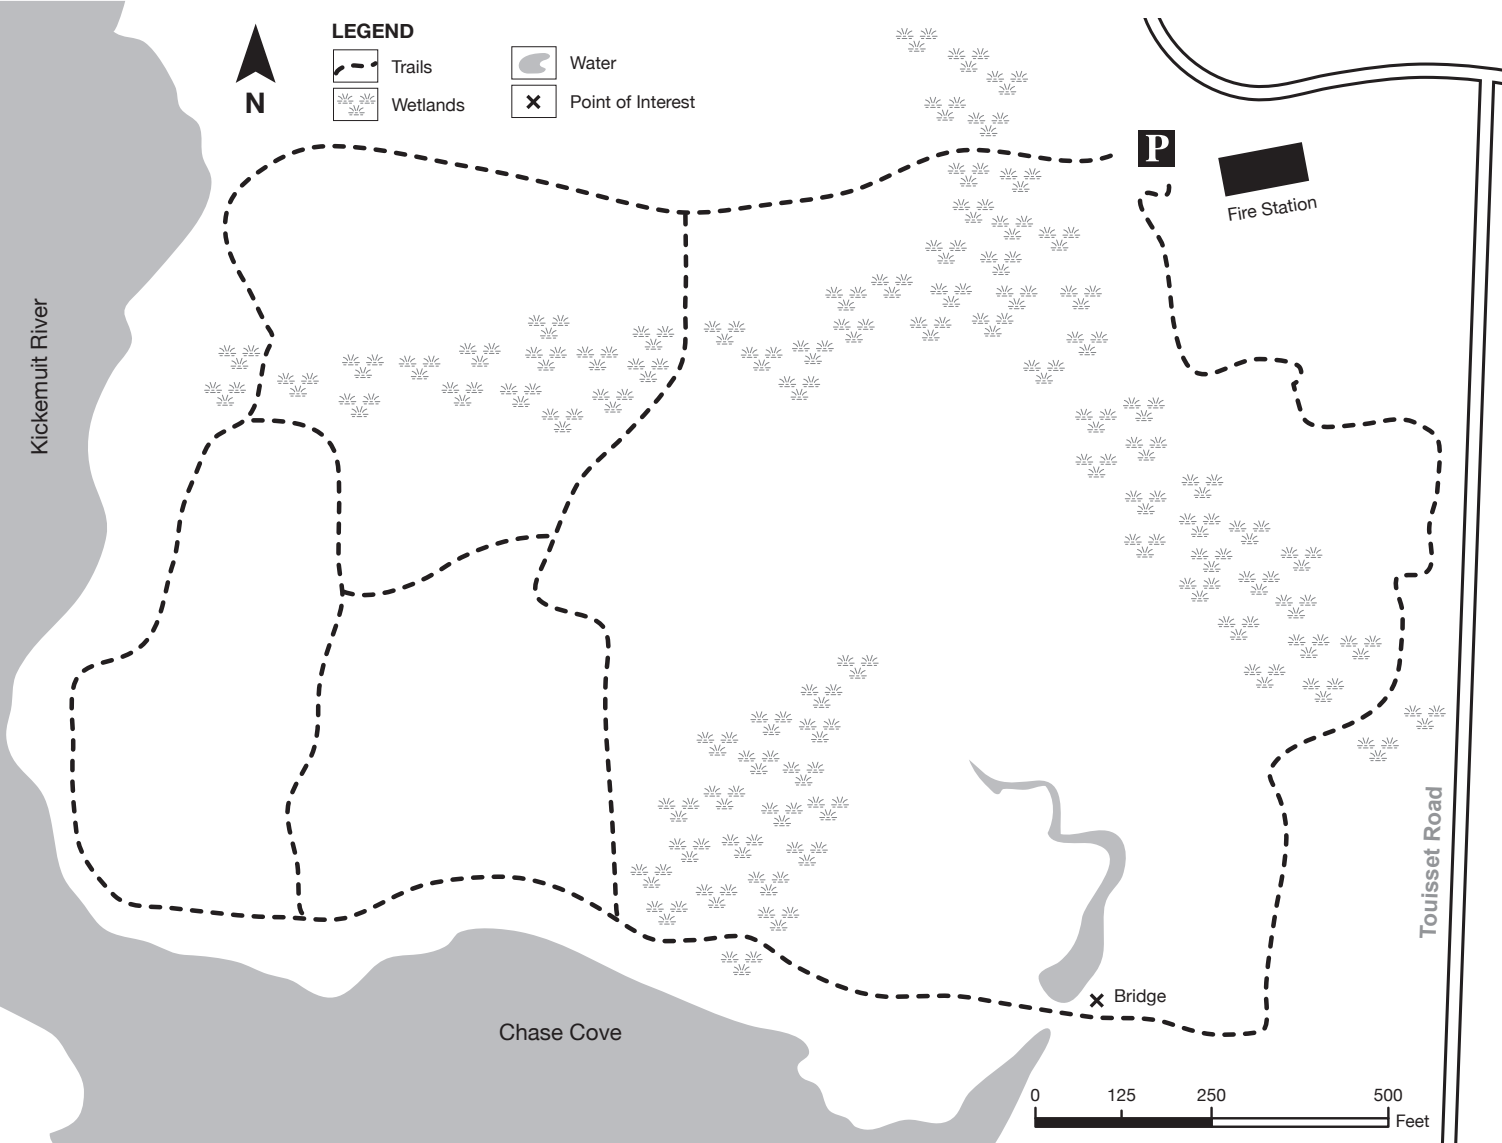 LEGEND
Trails
Water
Wetlands
Point of Interest
N
P
Fire Station
Kickemuit River
Touisset Road
Bridge
Chase Cove
0 125 250 500
Feet